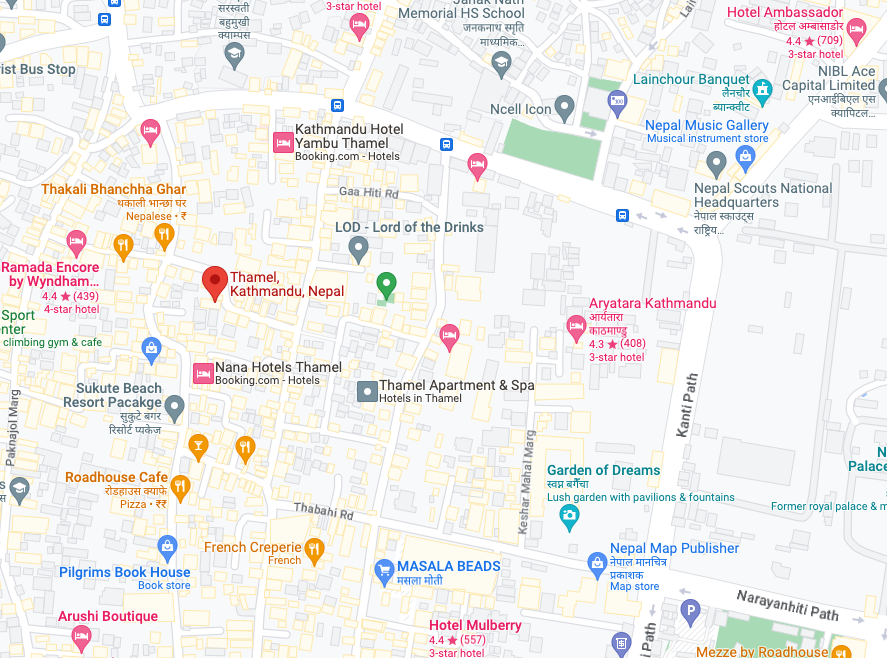 सरस्वती
बहुमुखी
क्याम्पस
3-star hotel
Memorial HS School
जनकनाथ स्मृति
माध्यमिक...
Hotel Ambassador
होटल अम्बासाडोर
4.4 ★ (709)
3-star hotel
rist Bus Stop
Lainchour Banquet
लैनचौर
ब्यान्क्वीट
NIBL Ace
Capital Limited
एनआईबिएल एस
क्यापिटल...
Ncell Icon
Nepal Music Gallery
Musical instrument store
Kathmandu Hotel
Yambu Thamel
Booking.com - Hotels
Gaa Hiti Rd
Nepal Scouts National
Headquarters
नेपाल स्काउट्स
राष्ट्रिय...
Thakali Bhanchha Ghar
थकाली भान्छा घर
Nepalese • ₹
LOD - Lord of the Drinks
Ramada Encore
by Wyndham...
4.4 ★ (439)
4-star hotel
Thamel,
Kathmandu, Nepal
Sport
enter
climbing gym & cafe
Aryatara Kathmandu
आर्यतारा
काठमाण्डु
4.3 ★ (408)
3-star hotel
Nana Hotels Thamel
Booking.com - Hotels
Thamel Apartment & Spa
Hotels in Thamel
Sukute Beach
Resort Pacakge
सुकुटे बगर
रिसोर्ट प्यकेज
Kanti Path
Paknajol Marg
Keshar Mahal Marg
Roadhouse Cafe
रोडहाउस क्याफे
Pizza • ₹₹
Garden of Dreams
स्वप्न बगैँचा
Lush garden with pavilions & fountains
N
Palace
Former royal palace & m
Thabahi Rd
French Creperie
French
Pilgrims Book House
Book store
MASALA BEADS
मसला मोती
Nepal Map Publisher
नेपाल मानचित्र
प्रकाशक
Map store
Narayanhiti Path
Arushi Boutique
Hotel Mulberry
4.4 ★ (557)
3-star hotel
i Path
P
Mezze by Roadhouse